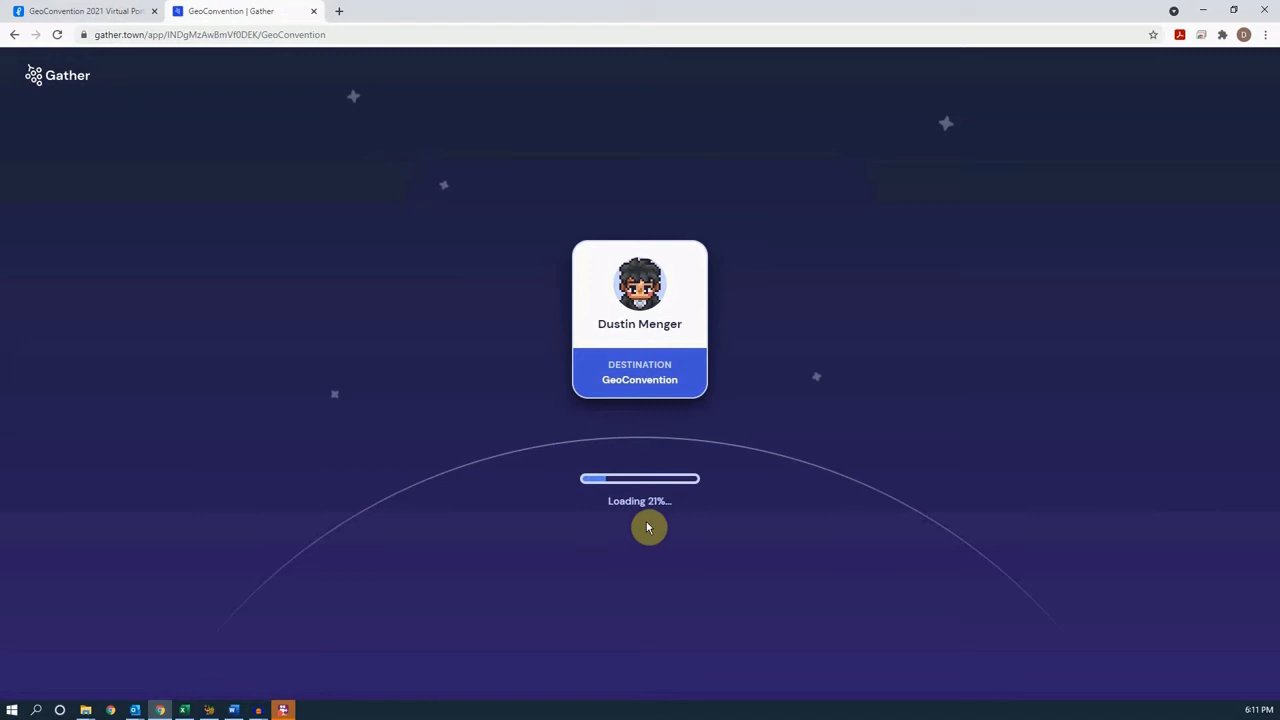 GeoConvention 2021 Virtual Por
GeoConvention | Gather
gather.town/app/INDgMzAwBmVf0DEK/GeoConvention
D
Gather
Dustin Menger
DESTINATION
GeoConvention
Loading 21%...
6:11 PM